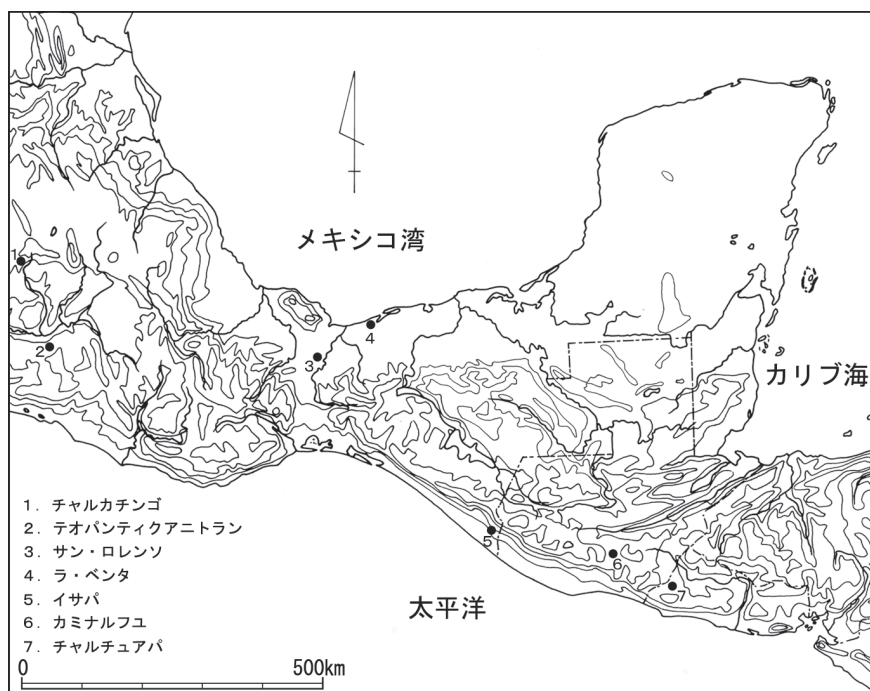 メキシコ湾
カリブ海
太平洋
1
2
3
4
5
6
7
1．チャルカチンゴ
2．テオパンティクアニトラン
3．サン・ロレンソ
4．ラ・ベンタ
5．イサパ
6．カミナルフユ
7．チャルチュアパ
0 500km